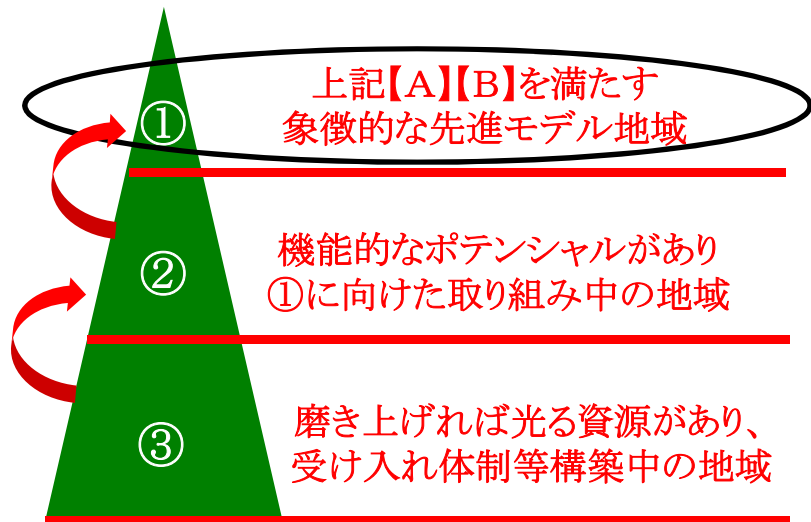 ①
上記【A】【B】を満たす
象徴的な先進モデル地域
②
機能的なポテンシャルがあり
①に向けた取り組み中の地域
③
磨き上げれば光る資源があり、
受け入れ体制等構築中の地域